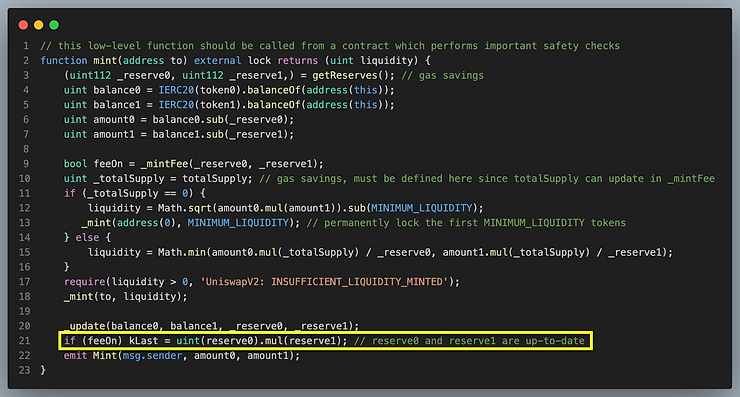 1 // this low-level function should be called from a contract which performs important safety checks
2 function mint(address to) external lock returns (uint liquidity) {
3 (uint112 _reserve0, uint112 _reserve1,) = getReserves(); // gas savings
4 uint balance0 = IERC20(token0).balanceOf(address(this));
5 uint balance1 = IERC20(token1).balanceOf(address(this));
6 uint amount0 = balance0.sub(_reserve0);
7 uint amount1 = balance1.sub(_reserve1);
8
9 bool feeOn = _mintFee(_reserve0, _reserve1);
10 uint _totalSupply = totalSupply; // gas savings, must be defined here since totalSupply can update in _mintFee
11 if (_totalSupply == 0) {
12 liquidity = Math.sqrt(amount0.mul(amount1)).sub(MINIMUM_LIQUIDITY);
13 _mint(address(0), MINIMUM_LIQUIDITY); // permanently lock the first MINIMUM_LIQUIDITY tokens
14 } else {
15 liquidity = Math.min(amount0.mul(_totalSupply) / _reserve0, amount1.mul(_totalSupply) / _reserve1);
16 }
17 require(liquidity > 0, 'UniswapV2: INSUFFICIENT_LIQUIDITY_MINTED');
18 _mint(to, liquidity);
19
20 _update(balance0, balance1, _reserve0, _reserve1);
21 if (feeOn) kLast = uint(reserve0).mul(reserve1); // reserve0 and reserve1 are up-to-date
22 emit Mint(msg.sender, amount0, amount1);
23 }